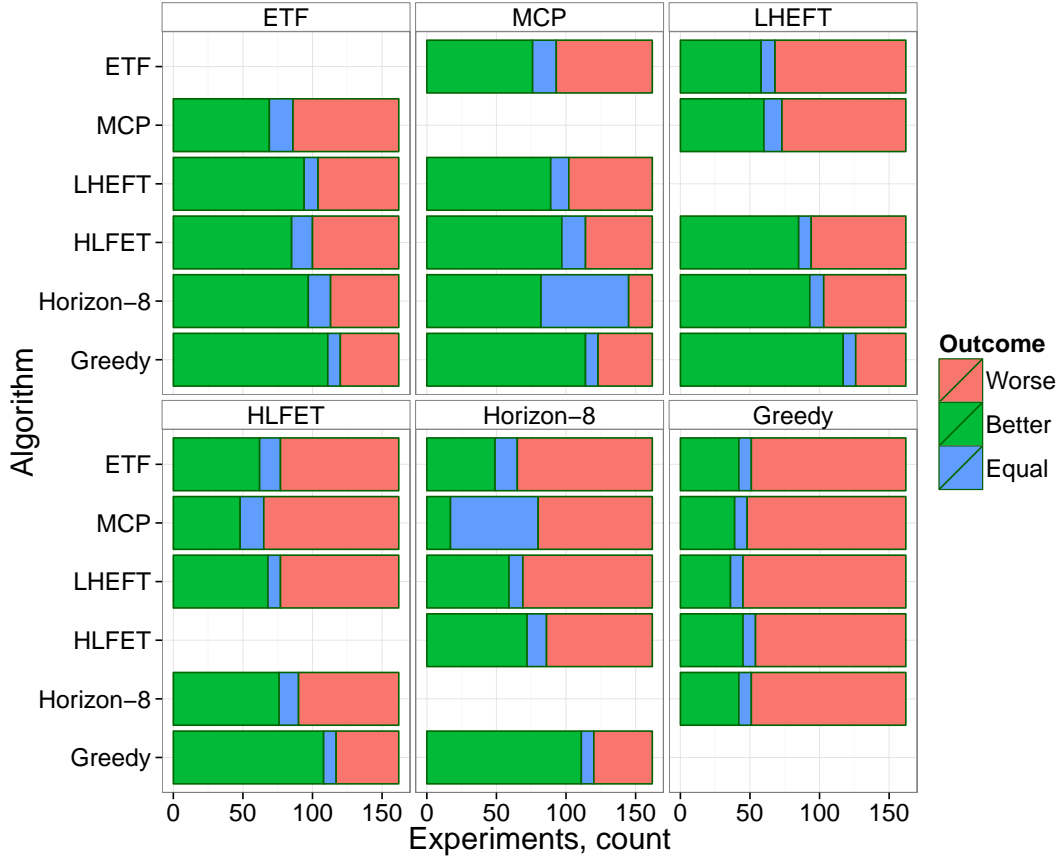 ETF MCP LHEFT
ETF
MCP
LHEFT
HLFET
Horizon−8
Greedy
HLFET Horizon−8 Greedy
ETF
MCP
LHEFT
HLFET
Horizon−8
Greedy
0 50 100 150 0 50 100 150 0 50 100 150
Experiments, count
Algorithm
Outcome
Worse
Better
Equal